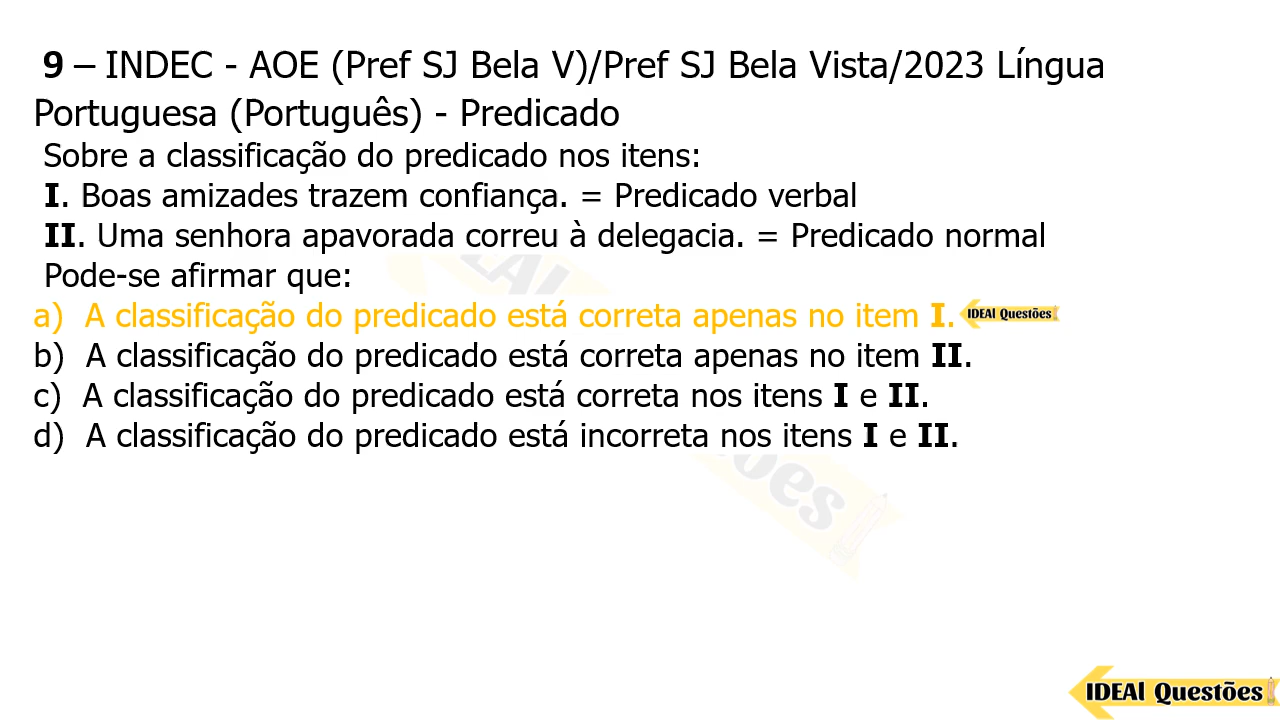 9 – INDEC - AOE (Pref SJ Bela V)/Pref SJ Bela Vista/2023 Língua
Portuguesa (Português) - Predicado
Sobre a classificação do predicado nos itens:
I. Boas amizades trazem confiança. = Predicado verbal
II. Uma senhora apavorada correu à delegacia. = Predicado normal
Pode-se afirmar que:
a) A classificação do predicado está correta apenas no item I. IDEAl Questões
b) A classificação do predicado está correta apenas no item II.
c) A classificação do predicado está correta nos itens I e II.
d) A classificação do predicado está incorreta nos itens I e II.
IDEAl Questões